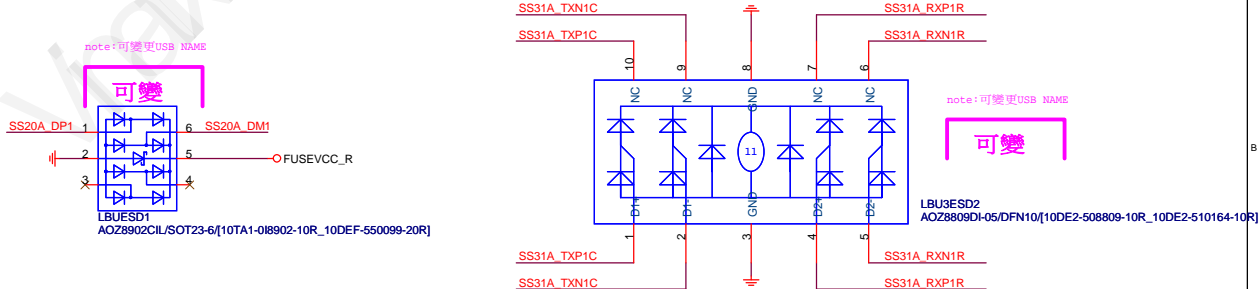 note:可變更USB NAME
可變
SS20A_DP1
1
6
SS20A_DM1
2
5
FUSEVCC_R
3
4
LBUESD1
AOZ8902CIL/SOT23-6/[10TA1-0I8902-10R_10DEF-550099-20R]
SS31A_TXN1C
SS31A_RXP1R
SS31A_TXP1C
SS31A_RXN1R
10
9
8
7
6
NC
NC
GND
NC
NC
11
D1+
D1-
GND
D2+
D2-
1
2
3
4
5
SS31A_TXP1C
SS31A_RXN1R
SS31A_TXN1C
SS31A_RXP1R
note:可變更USB NAME
可變
LBU3ESD2
AOZ8809DI-05/DFN10/[10DE2-508809-10R_10DE2-510164-10R]
B